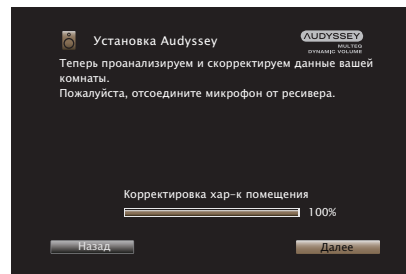 Установка Audyssey
AUDYSSEY
MULTEQ
DYNAMIC VOLUME
Теперь проанализируем и скорректируем данные вашей
комнаты.
Пожалуйста, отсоедините микрофон от ресивера.
Корректировка хар-к помещения
100%
Назад
Далее